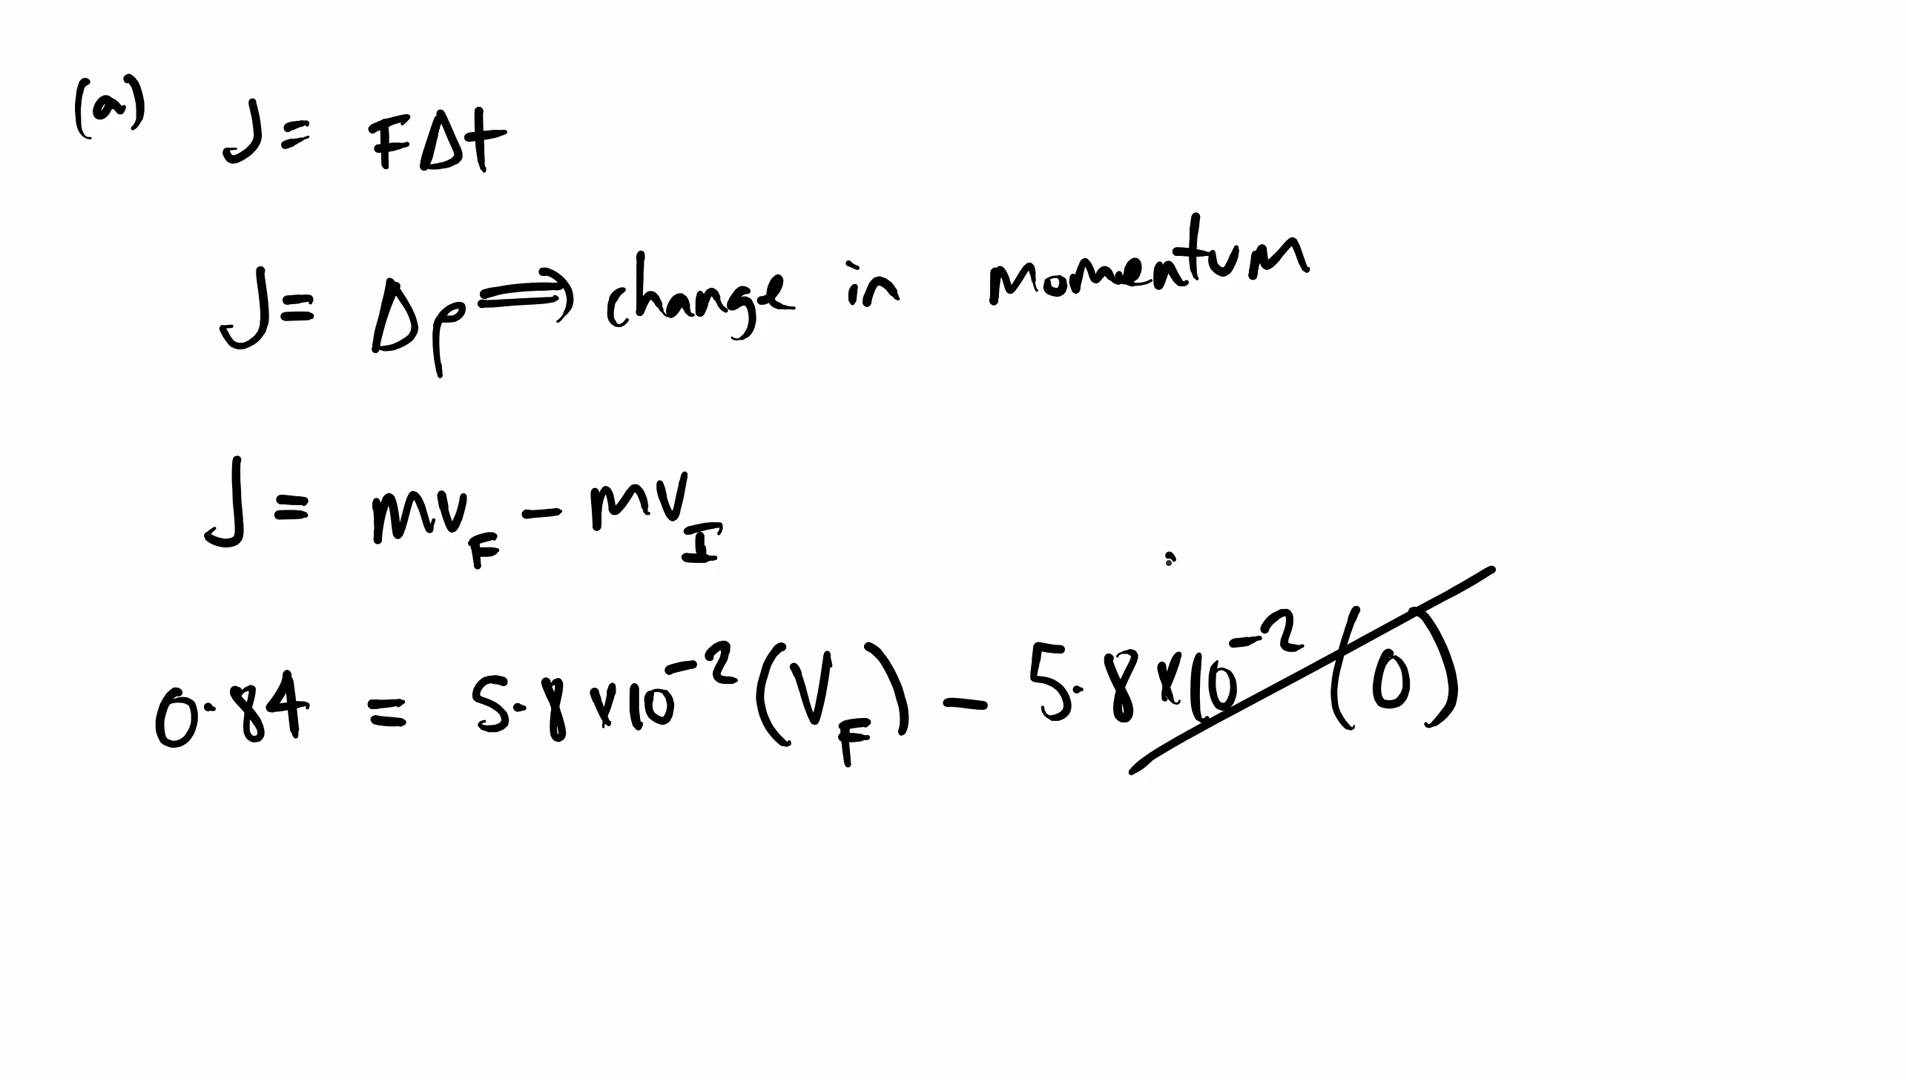 (a) J = FΔt
J = Δp ⟹ change in momentum
J = mv_F − mv_I
0.84 = 5.8×10⁻² (V_F) − 5.8×10⁻² (0)